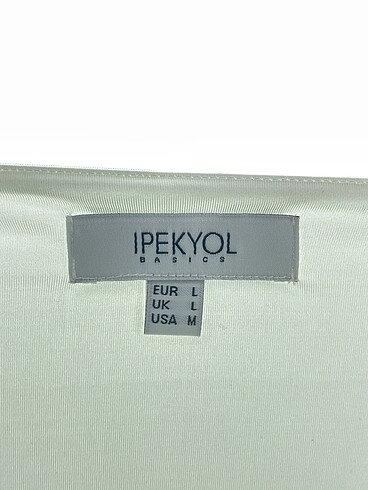 IPEKYOL
BASICS
EUR L
UK L
USA M